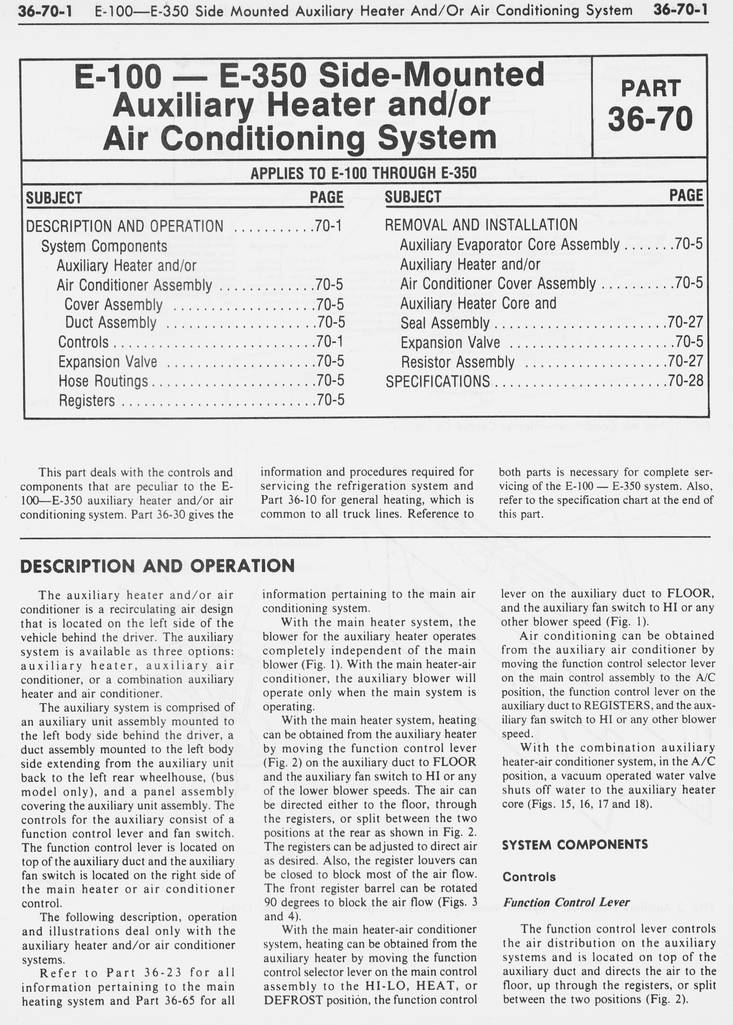 36-70-1 E-100—E-350 Side Mounted Auxiliary Heater And/Or Air Conditioning System 36-70-1
E-100 — E-350 Side-Mounted
Auxiliary Heater and/or
Air Conditioning System
PART
36-70
APPLIES TO E-100 THROUGH E-350
SUBJECT PAGE
DESCRIPTION AND OPERATION ...........70-1
System Components
Auxiliary Heater and/or
Air Conditioner Assembly .............70-5
Cover Assembly ...................70-5
Duct Assembly ....................70-5
Controls...........................70-1
Expansion Valve ....................70-5
Hose Routings......................70-5
Registers ..........................70-5
SUBJECT PAGE
REMOVAL AND INSTALLATION
Auxiliary Evaporator Core Assembly.......70-5
Auxiliary Heater and/or
Air Conditioner Cover Assembly ..........70-5
Auxiliary Heater Core and
Seal Assembly.......................70-27
Expansion Valve ......................70-5
Resistor Assembly ...................70-27
SPECIFICATIONS.......................70-28
This part deals with the controls and
components that are peculiar to the E-
100—E-350 auxiliary heater and/or air
conditioning system. Part 36-30 gives the
information and procedures required for
servicing the refrigeration system and
Part 36-10 for general heating, which is
common to all truck lines. Reference to
both parts is necessary for complete ser-
vicing of the E-100 — E-350 system. Also,
refer to the specification chart at the end of
this part.
DESCRIPTION AND OPERATION
The auxiliary heater and/or air
conditioner is a recirculating air design
that is located on the left side of the
vehicle behind the driver. The auxiliary
system is available as three options:
auxiliary heater, auxiliary air
conditioner, or a combination auxiliary
heater and air conditioner.
The auxiliary system is comprised of
an auxiliary unit assembly mounted to
the left body side behind the driver, a
duct assembly mounted to the left body
side extending from the auxiliary unit
back to the left rear wheelhouse, (bus
model only), and a panel assembly
covering the auxiliary unit assembly. The
controls for the auxiliary consist of a
function control lever and fan switch.
The function control lever is located on
top of the auxiliary duct and the auxiliary
fan switch is located on the right side of
the main heater or air conditioner
control.
The following description, operation
and illustrations deal only with the
auxiliary heater and/or air conditioner
systems.
Refer to Part 36-23 for all
information pertaining to the main
heating system and Part 36-65 for all
information pertaining to the main air
conditioning system.
With the main heater system, the
blower for the auxiliary heater operates
completely independent of the main
blower (Fig. 1). With the main heater-air
conditioner, the auxiliary blower will
operate only when the main system is
operating.
With the main heater system, heating
can be obtained from the auxiliary heater
by moving the function control lever
(Fig. 2) on the auxiliary duct to FLOOR
and the auxiliary fan switch to HI or any
of the lower blower speeds. The air can
be directed either to the floor, through
the registers, or split between the two
positions at the rear as shown in Fig. 2.
The registers can be adjusted to direct air
as desired. Also, the register louvers can
be closed to block most of the air flow.
The front register barrel can be rotated
90 degrees to block the air flow (Figs. 3
and 4).
With the main heater-air conditioner
system, heating can be obtained from the
auxiliary heater by moving the function
control selector lever on the main control
assembly to the HI-LO, HEAT, or
DEFROST position, the function control
lever on the auxiliary duct to FLOOR,
and the auxiliary fan switch to HI or any
other blower speed (Fig. 1).
Air conditioning can be obtained
from the auxiliary air conditioner by
moving the function control selector lever
on the main control assembly to the A/C
position, the function control lever on the
auxiliary duct to REGISTERS, and the aux-
iliary fan switch to HI or any other blower
speed.
With the combination auxiliary
heater-air conditioner system, in the A/C
position, a vacuum operated water valve
shuts off water to the auxiliary heater
core (Figs. 15, 16, 17 and 18).
SYSTEM COMPONENTS
Controls
Function Control Lever
The function control lever controls
the air distribution on the auxiliary
systems and is located on top of the
auxiliary duct and directs the air to the
floor, up through the registers, or split
between the two positions (Fig. 2).